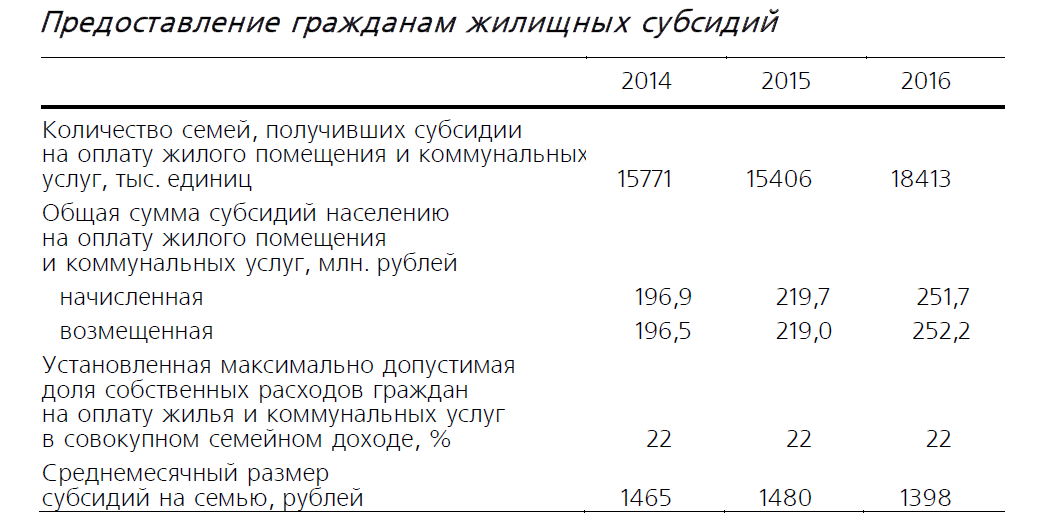 Предоставление гражданам жилищных субсидий
2014 2015 2016
Количество семей, получивших субсидии
на оплату жилого помещения и коммунальных
услуг, тыс. единиц 15771 15406 18413
Общая сумма субсидий населению
на оплату жилого помещения
и коммунальных услуг, млн. рублей
начисленная 196,9 219,7 251,7
возмещенная 196,5 219,0 252,2
Установленная максимально допустимая
доля собственных расходов граждан
на оплату жилья и коммунальных услуг
в совокупном семейном доходе, % 22 22 22
Среднемесячный размер
субсидий на семью, рублей 1465 1480 1398